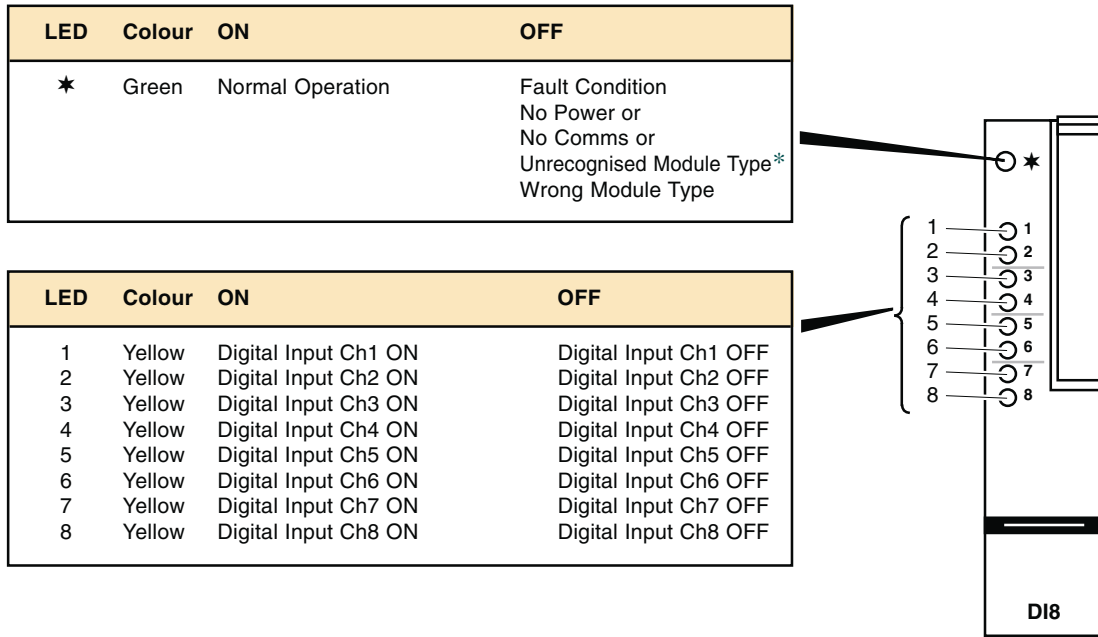 LED Colour ON OFF
✶ Green Normal Operation Fault Condition
No Power or
No Comms or
Unrecognised Module Type*
Wrong Module Type
LED Colour ON OFF
1 Yellow Digital Input Ch1 ON Digital Input Ch1 OFF
2 Yellow Digital Input Ch2 ON Digital Input Ch2 OFF
3 Yellow Digital Input Ch3 ON Digital Input Ch3 OFF
4 Yellow Digital Input Ch4 ON Digital Input Ch4 OFF
5 Yellow Digital Input Ch5 ON Digital Input Ch5 OFF
6 Yellow Digital Input Ch6 ON Digital Input Ch6 OFF
7 Yellow Digital Input Ch7 ON Digital Input Ch7 OFF
8 Yellow Digital Input Ch8 ON Digital Input Ch8 OFF
✶
1 1
2 2
3 3
4 4
5 5
6 6
7 7
8 8
DI8